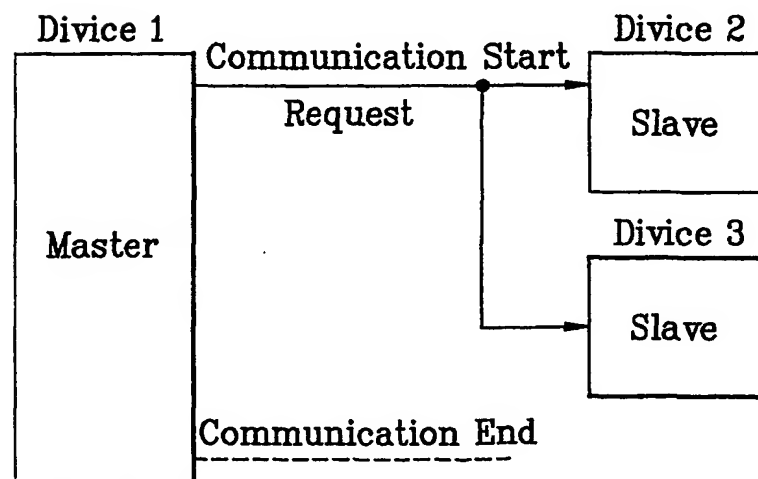 Divice 1
Divice 2
Communication Start
Request
Slave
Master
Divice 3
Slave
Communication End